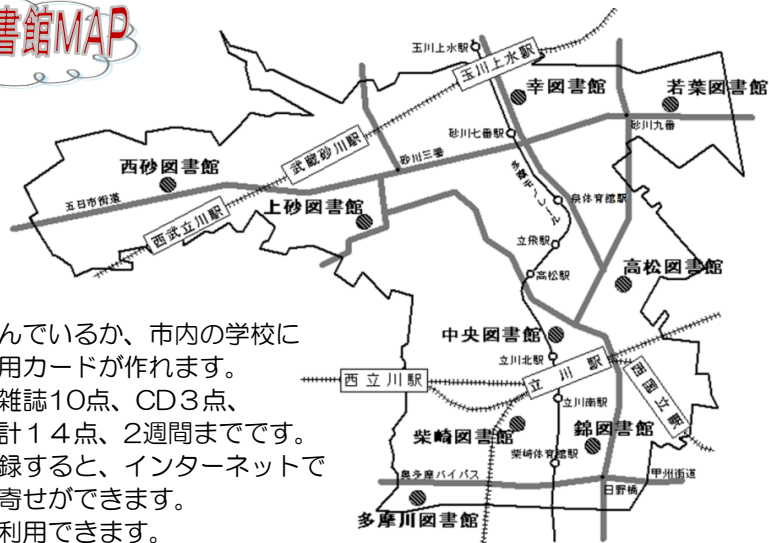 書館MAP
玉川上水駅
玉川上水駅
幸図書館
若葉図書館
砂川七番駅
砂川九番
武蔵砂川駅
砂川三番
西砂図書館
多摩モノレール
五日市街道
上砂図書館
泉体育館駅
西武立川駅
立飛駅
高松図書館
高松駅
んでいるか、市内の学校に
用カードが作れます。
雑誌10点、CD3点、
計14点、2週間までです。
録すると、インターネットで
寄せができます。
利用できます。
中央図書館
立川北駅
西立川駅
立川駅
西国立駅
立川南駅
柴崎図書館
錦図書館
柴崎体育館駅
奥多摩バイパス
甲州街道
日野橋
多摩川図書館